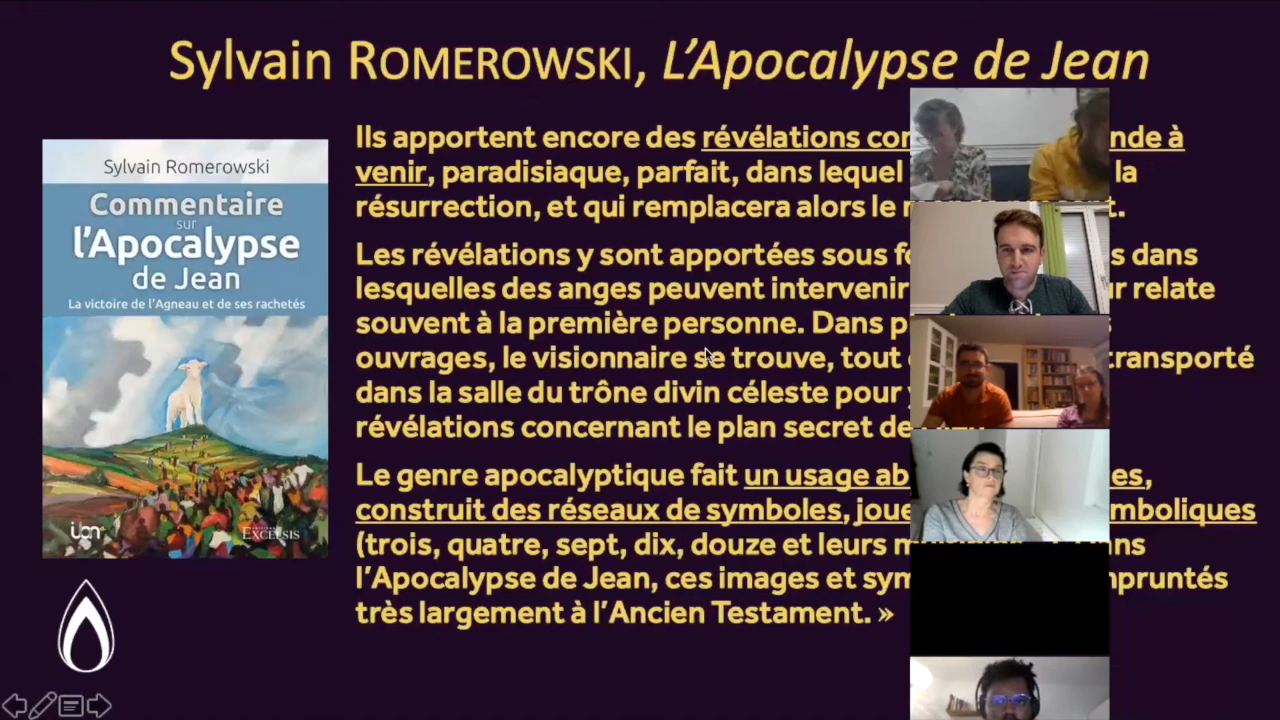 Sylvain ROMEROWSKI, L'Apocalypse de Jean
Sylvain Romerowski
Commentaire
sur
l'Apocalypse
de Jean
La victoire de l'Agneau et de ses rachetés
EXCELSIS
Ils apportent encore des révélations à
venir, paradisiaque, parfait, dans lequel la
résurrection, et qui remplacera alors le
Les révélations y sont apportées sous dans
lesquelles des anges peuvent intervenir relate
souvent à la première personne. Dans
ouvrages, le visionnaire se trouve, tout transporté
dans la salle du trône divin céleste pour
révélations concernant le plan secret de
Le genre apocalyptique fait un usage
construit des réseaux de symboles,
(trois, quatre, sept, dix, douze et leurs
l'Apocalypse de Jean, ces images et
très largement à l'Ancien Testament. »